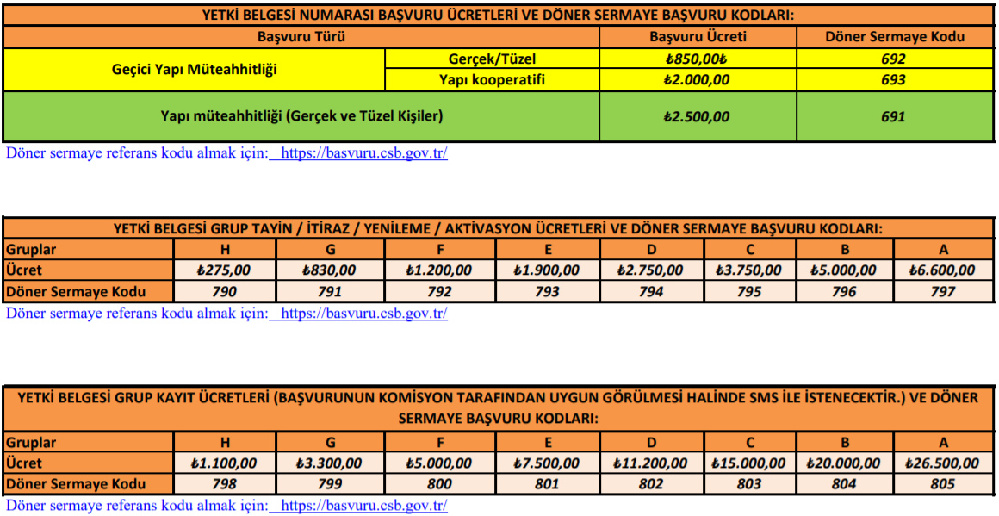 YETKİ BELGESİ NUMARASI BAŞVURU ÜCRETLERİ VE DÖNER SERMAYE BAŞVURU KODLARI:
Başvuru Türü Başvuru Ücreti Döner Sermaye Kodu
Geçici Yapı Müteahhitliği
Gerçek/Tüzel ₺850,00₺ 692
Yapı kooperatifi ₺2.000,00 693
Yapı müteahhitliği (Gerçek ve Tüzel Kişiler) ₺2.500,00 691
Döner sermaye referans kodu almak için: https://basvuru.csb.gov.tr/
YETKİ BELGESİ GRUP TAYİN / İTİRAZ / YENİLEME / AKTİVASYON ÜCRETLERİ VE DÖNER SERMAYE BAŞVURU KODLARI:
Gruplar H G F E D C B A
Ücret ₺275,00 ₺830,00 ₺1.200,00 ₺1.900,00 ₺2.750,00 ₺3.750,00 ₺5.000,00 ₺6.600,00
Döner Sermaye Kodu 790 791 792 793 794 795 796 797
Döner sermaye referans kodu almak için: https://basvuru.csb.gov.tr/
YETKİ BELGESİ GRUP KAYIT ÜCRETLERİ (BAŞVURUNUN KOMİSYON TARAFINDAN UYGUN GÖRÜLMESİ HALİNDE SMS İLE İSTENECEKTİR.) VE DÖNER
SERMAYE BAŞVURU KODLARI:
Gruplar H G F E D C B A
Ücret ₺1.100,00 ₺3.300,00 ₺5.000,00 ₺7.500,00 ₺11.200,00 ₺15.000,00 ₺20.000,00 ₺26.500,00
Döner Sermaye Kodu 798 799 800 801 802 803 804 805
Döner sermaye referans kodu almak için: https://basvuru.csb.gov.tr/